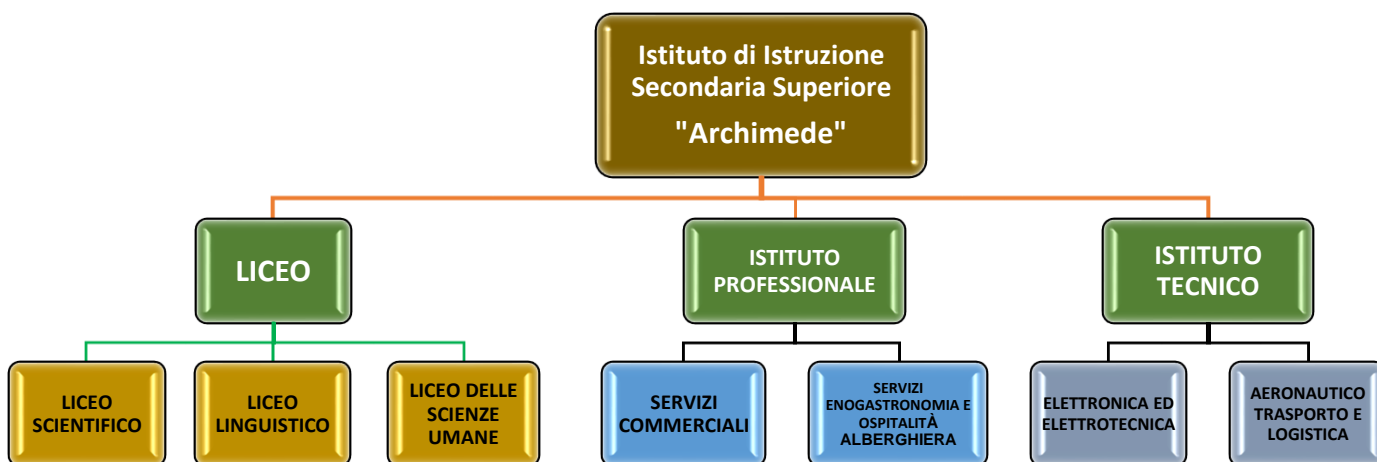 Istituto di Istruzione
Secondaria Superiore
"Archimede"
LICEO
ISTITUTO
PROFESSIONALE
ISTITUTO
TECNICO
LICEO
SCIENTIFICO
LICEO
LINGUISTICO
LICEO DELLE
SCIENZE
UMANE
SERVIZI
COMMERCIALI
SERVIZI
ENOGASTRONOMIA E
OSPITALITÀ
ALBERGHIERA
ELETTRONICA ED
ELETTROTECNICA
AERONAUTICO
TRASPORTO E
LOGISTICA